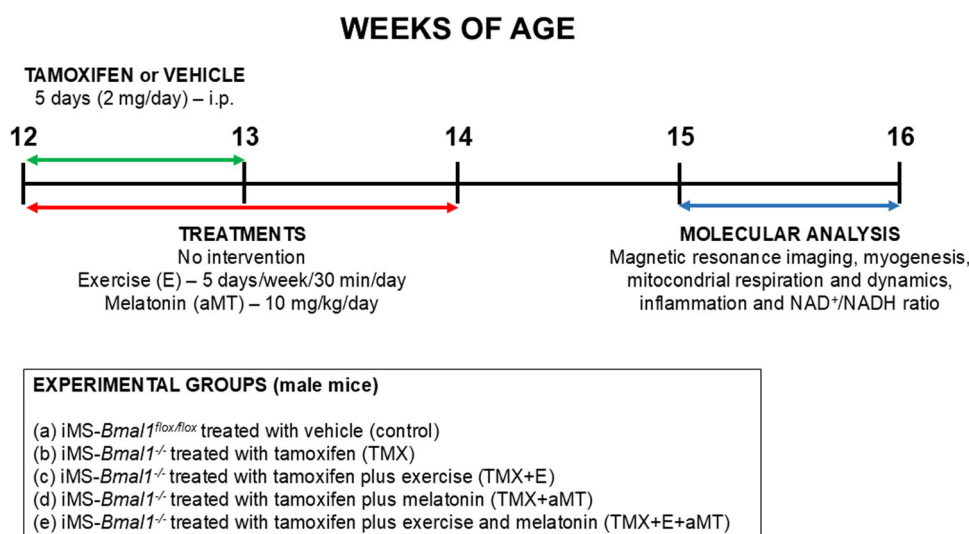 WEEKS OF AGE
TAMOXIFEN or VEHICLE
5 days (2 mg/day) – i.p.
12 13 14 15 16
TREATMENTS
No intervention
Exercise (E) – 5 days/week/30 min/day
Melatonin (aMT) – 10 mg/kg/day
MOLECULAR ANALYSIS
Magnetic resonance imaging, myogenesis,
mitocondrial respiration and dynamics,
inflammation and NAD⁺/NADH ratio
EXPERIMENTAL GROUPS (male mice)
(a) iMS-Bmal1^flox/flox treated with vehicle (control)
(b) iMS-Bmal1^-/- treated with tamoxifen (TMX)
(c) iMS-Bmal1^-/- treated with tamoxifen plus exercise (TMX+E)
(d) iMS-Bmal1^-/- treated with tamoxifen plus melatonin (TMX+aMT)
(e) iMS-Bmal1^-/- treated with tamoxifen plus exercise and melatonin (TMX+E+aMT)